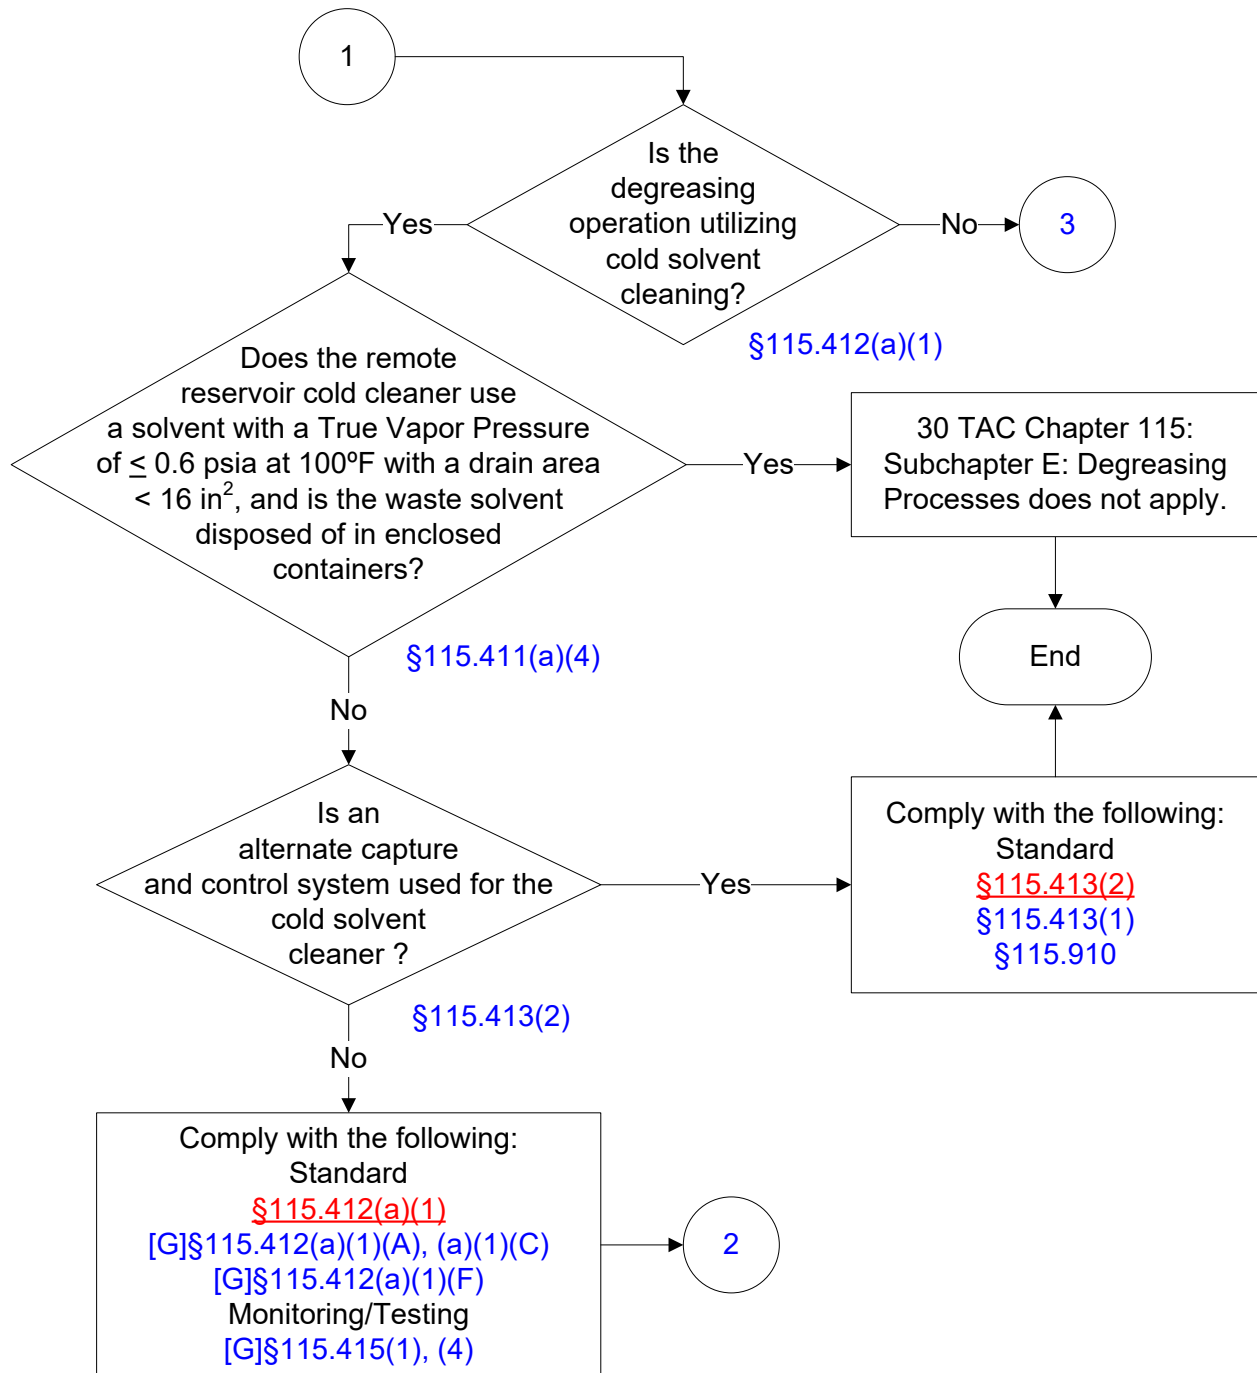 1
Is the
degreasing
operation utilizing
cold solvent
cleaning?
Yes
No
3
§115.412(a)(1)
Does the remote
reservoir cold cleaner use
a solvent with a True Vapor Pressure
of ≤ 0.6 psia at 100ºF with a drain area
< 16 in², and is the waste solvent
disposed of in enclosed
containers?
Yes
30 TAC Chapter 115:
Subchapter E: Degreasing
Processes does not apply.
§115.411(a)(4)
End
No
Is an
alternate capture
and control system used for the
cold solvent
cleaner ?
Yes
Comply with the following:
Standard
§115.413(2)
§115.413(1)
§115.910
§115.413(2)
No
Comply with the following:
Standard
§115.412(a)(1)
[G]§115.412(a)(1)(A), (a)(1)(C)
[G]§115.412(a)(1)(F)
Monitoring/Testing
[G]§115.415(1), (4)
2